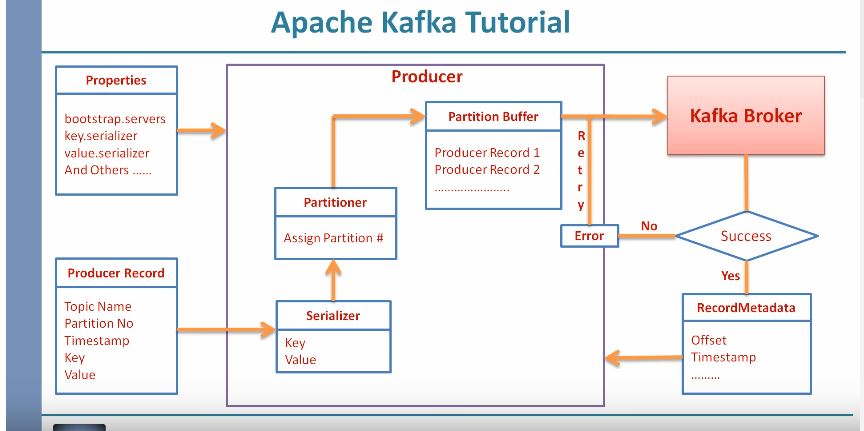 Apache Kafka Tutorial
Properties
bootstrap.servers
key.serializer
value.serializer
And Others ......
Producer Record
Topic Name
Partition No
Timestamp
Key
Value
Producer
Partitioner
Assign Partition #
Serializer
Key
Value
Partition Buffer
Producer Record 1
Producer Record 2
........................
Retry
Error
Kafka Broker
No
Success
Yes
RecordMetadata
Offset
Timestamp
.........